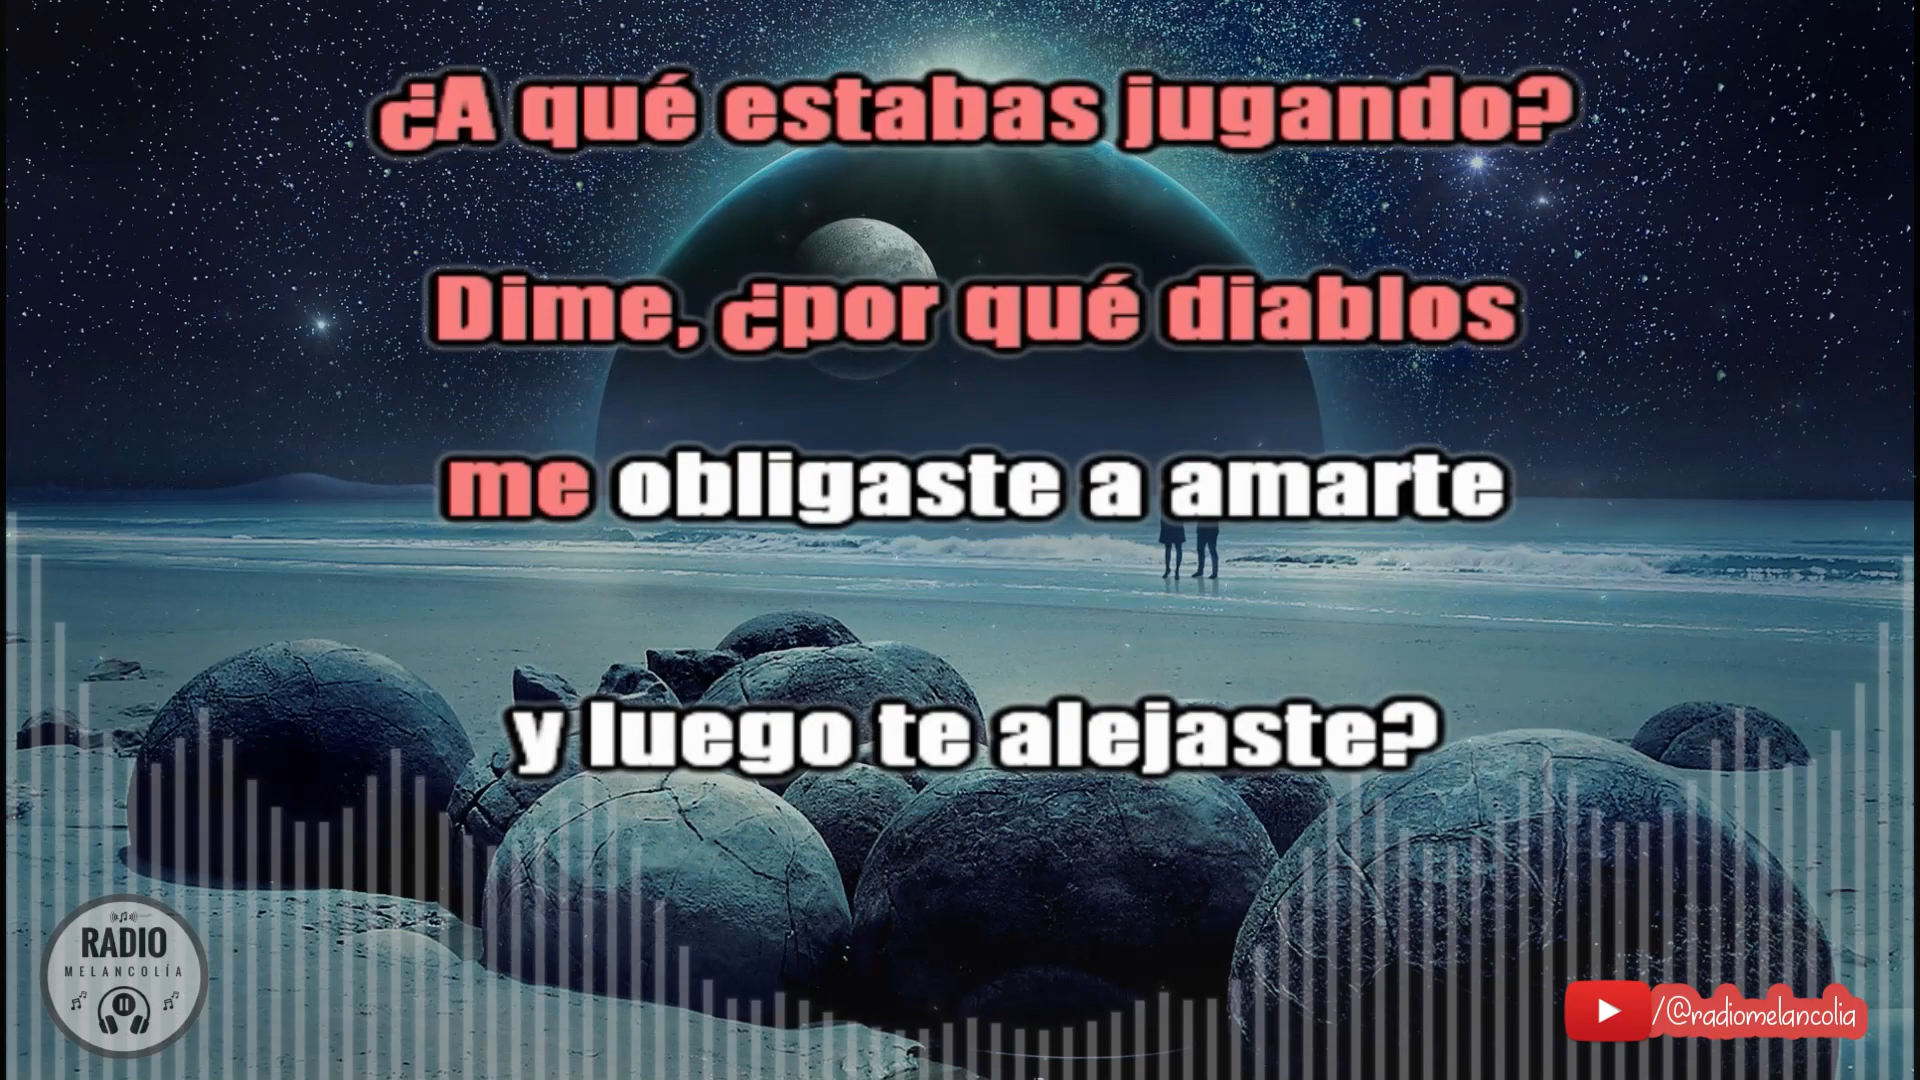 ¿A qué estabas jugando?
Dime, ¿por qué diablos
me obligaste a amarte
y luego te alejaste?
RADIO
MELANCOLÍA
/@radiomelancolia